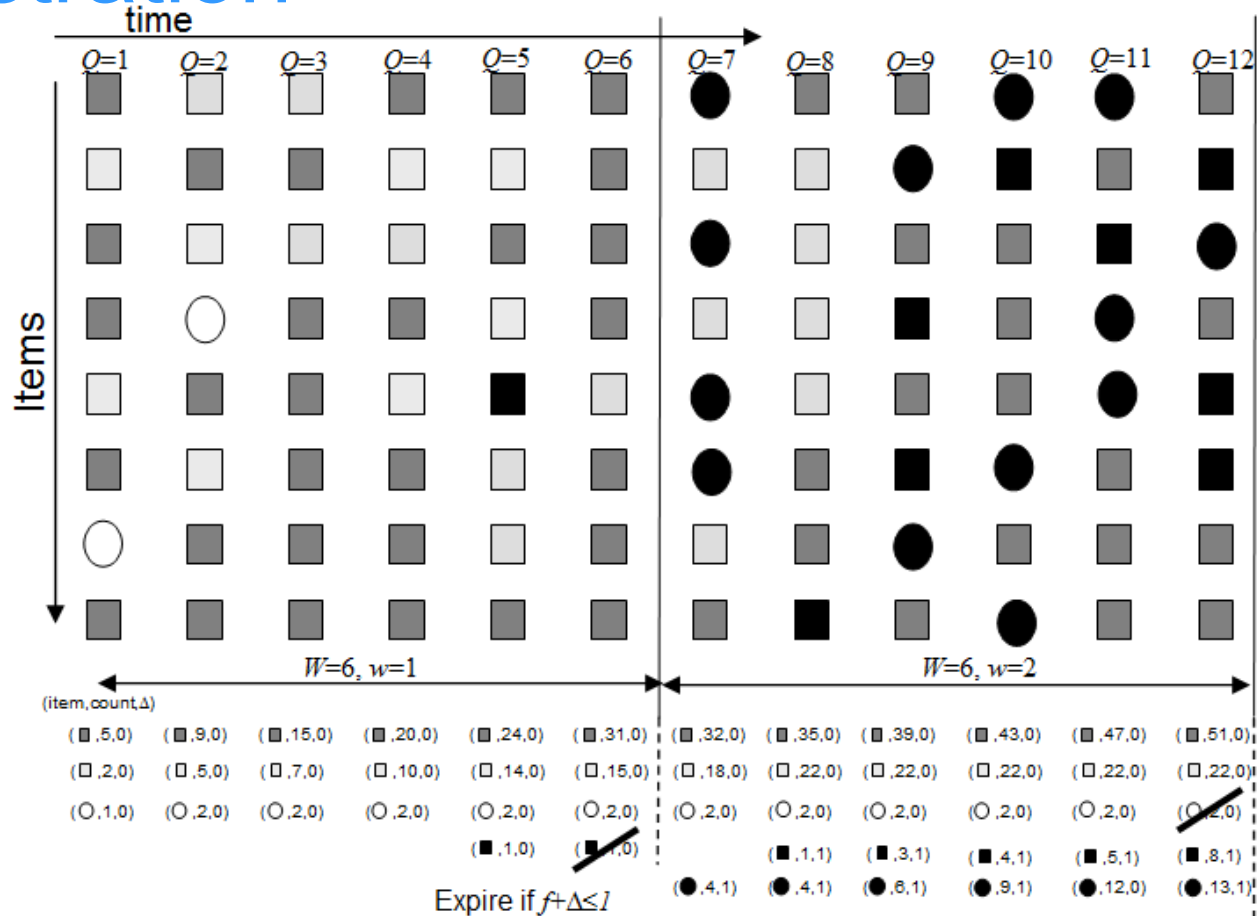 time
Q=1 Q=2 Q=3 Q=4 Q=5 Q=6 Q=7 Q=8 Q=9 Q=10 Q=11 Q=12
Items
W=6, w=1 W=6, w=2
(item,count,Δ)
(■,5,0) (■,9,0) (■,15,0) (■,20,0) (■,24,0) (■,31,0) (■,32,0) (■,35,0) (■,39,0) (■,43,0) (■,47,0) (■,51,0)
(□,2,0) (□,5,0) (□,7,0) (□,10,0) (□,14,0) (□,15,0) (□,18,0) (□,22,0) (□,22,0) (□,22,0) (□,22,0) (□,22,0)
(○,1,0) (○,2,0) (○,2,0) (○,2,0) (○,2,0) (○,2,0) (○,2,0) (○,2,0) (○,2,0) (○,2,0) (○,2,0) (○,2,0)
(■,1,0) (■,1,0) (■,1,1) (■,3,1) (■,4,1) (■,5,1) (■,8,1)
(●,4,1) (●,4,1) (●,6,1) (●,9,1) (●,12,0) (●,13,1)
Expire if f+Δ≤1